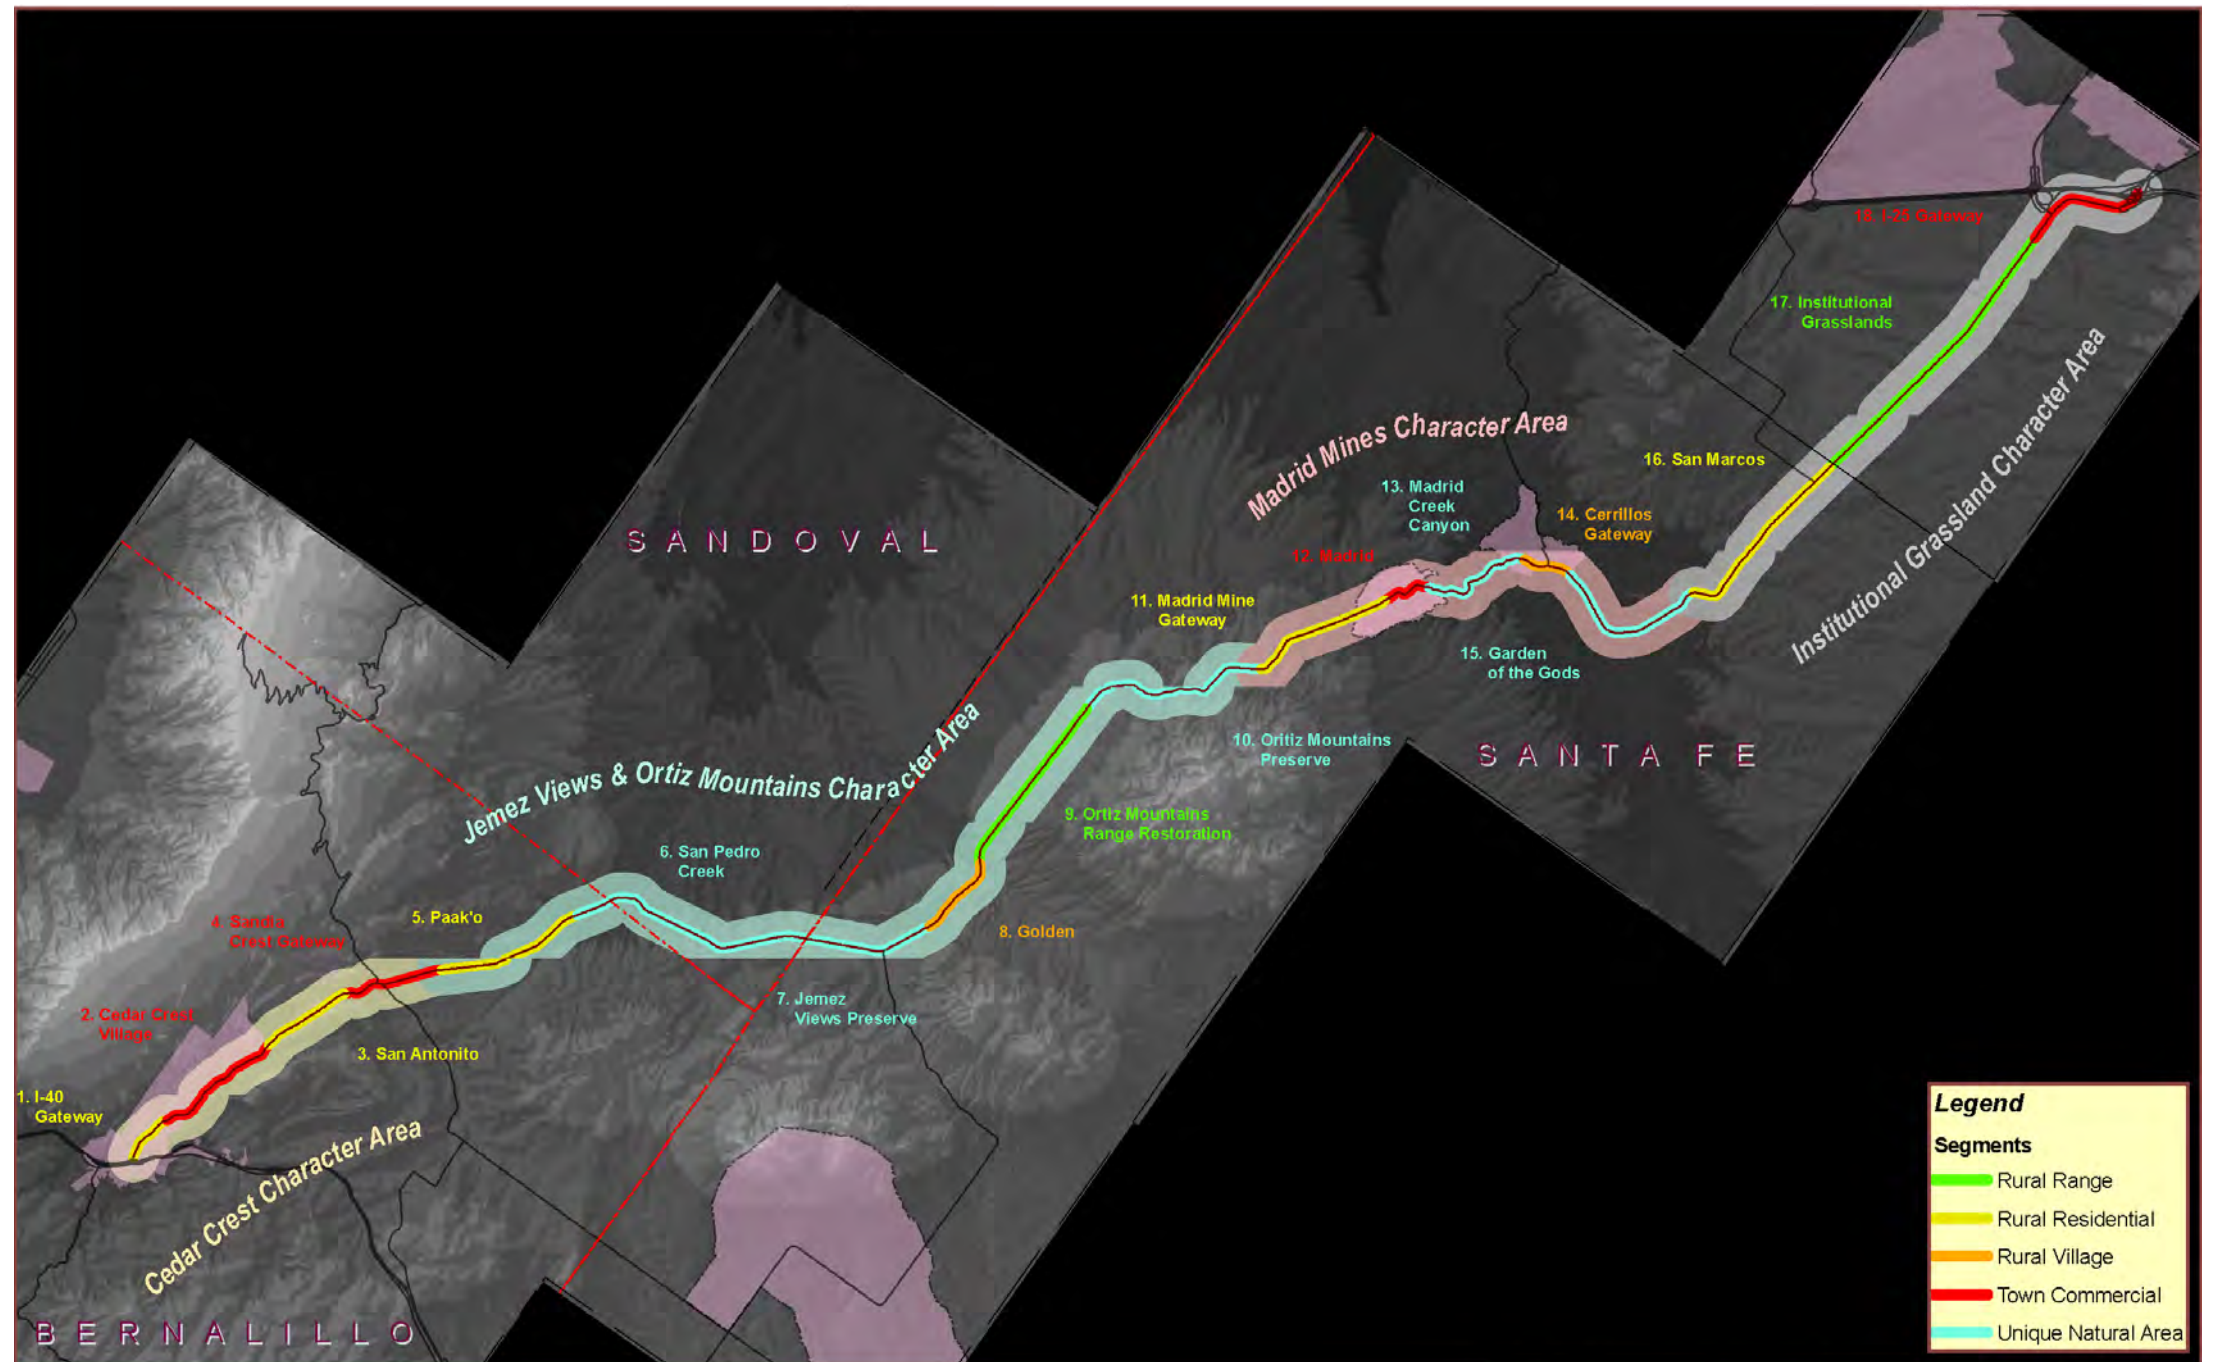 18. I-25 Gateway
17. Institutional
Grasslands
Institutional Grassland Character Area
Madrid Mines Character Area
16. San Marcos
13. Madrid
Creek
Canyon
14. Cerrillos
Gateway
SANDOVAL
12. Madrid
11. Madrid Mine
Gateway
15. Garden
of the Gods
10. Oritiz Mountains
Preserve
SANTA FE
Jemez Views & Ortiz Mountains Character Area
9. Ortiz Mountains
Range Restoration
6. San Pedro
Creek
5. Paak'o
4. Sandia
Crest Gateway
8. Golden
7. Jemez
Views Preserve
2. Cedar Crest
Village
3. San Antonito
1. I-40
Gateway
Cedar Crest Character Area
BERNALILLO
Legend
Segments
Rural Range
Rural Residential
Rural Village
Town Commercial
Unique Natural Area